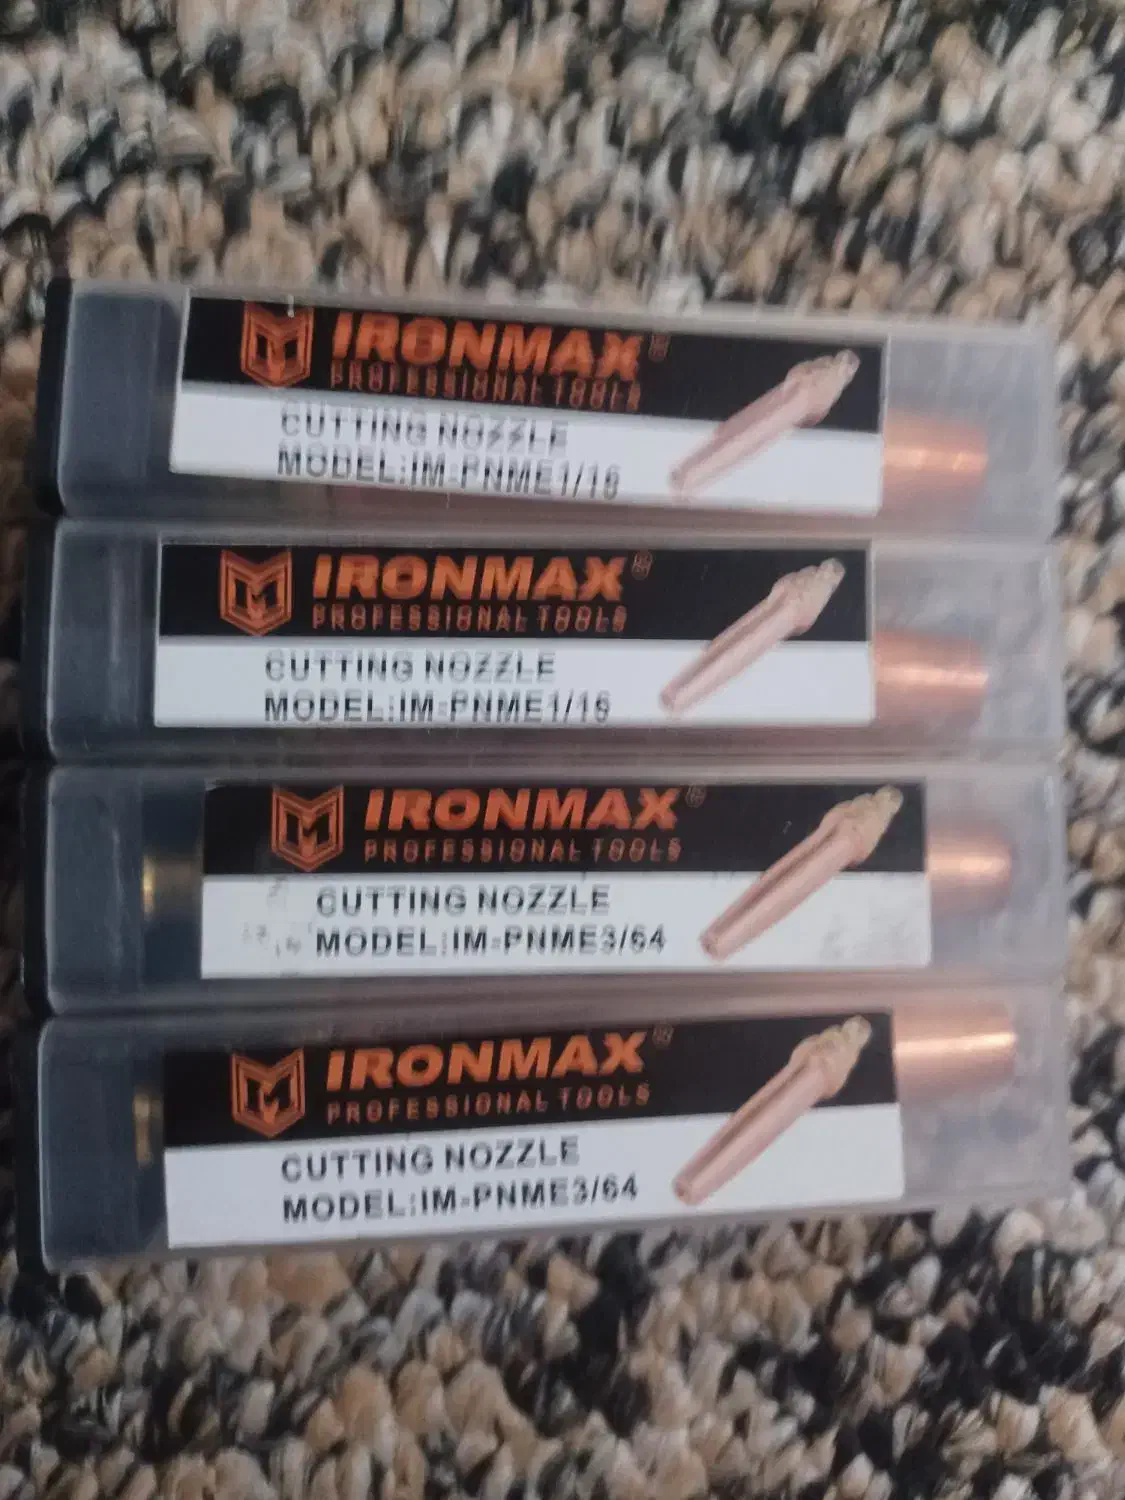 IRONMAX®
PROFESSIONAL TOOLS
CUTTING NOZZLE
MODEL:IM-PNME1/16
IRONMAX®
PROFESSIONAL TOOLS
CUTTING NOZZLE
MODEL:IM-PNME1/16
IRONMAX®
PROFESSIONAL TOOLS
CUTTING NOZZLE
MODEL:IM-PNME3/64
IRONMAX®
PROFESSIONAL TOOLS
CUTTING NOZZLE
MODEL:IM-PNME3/64